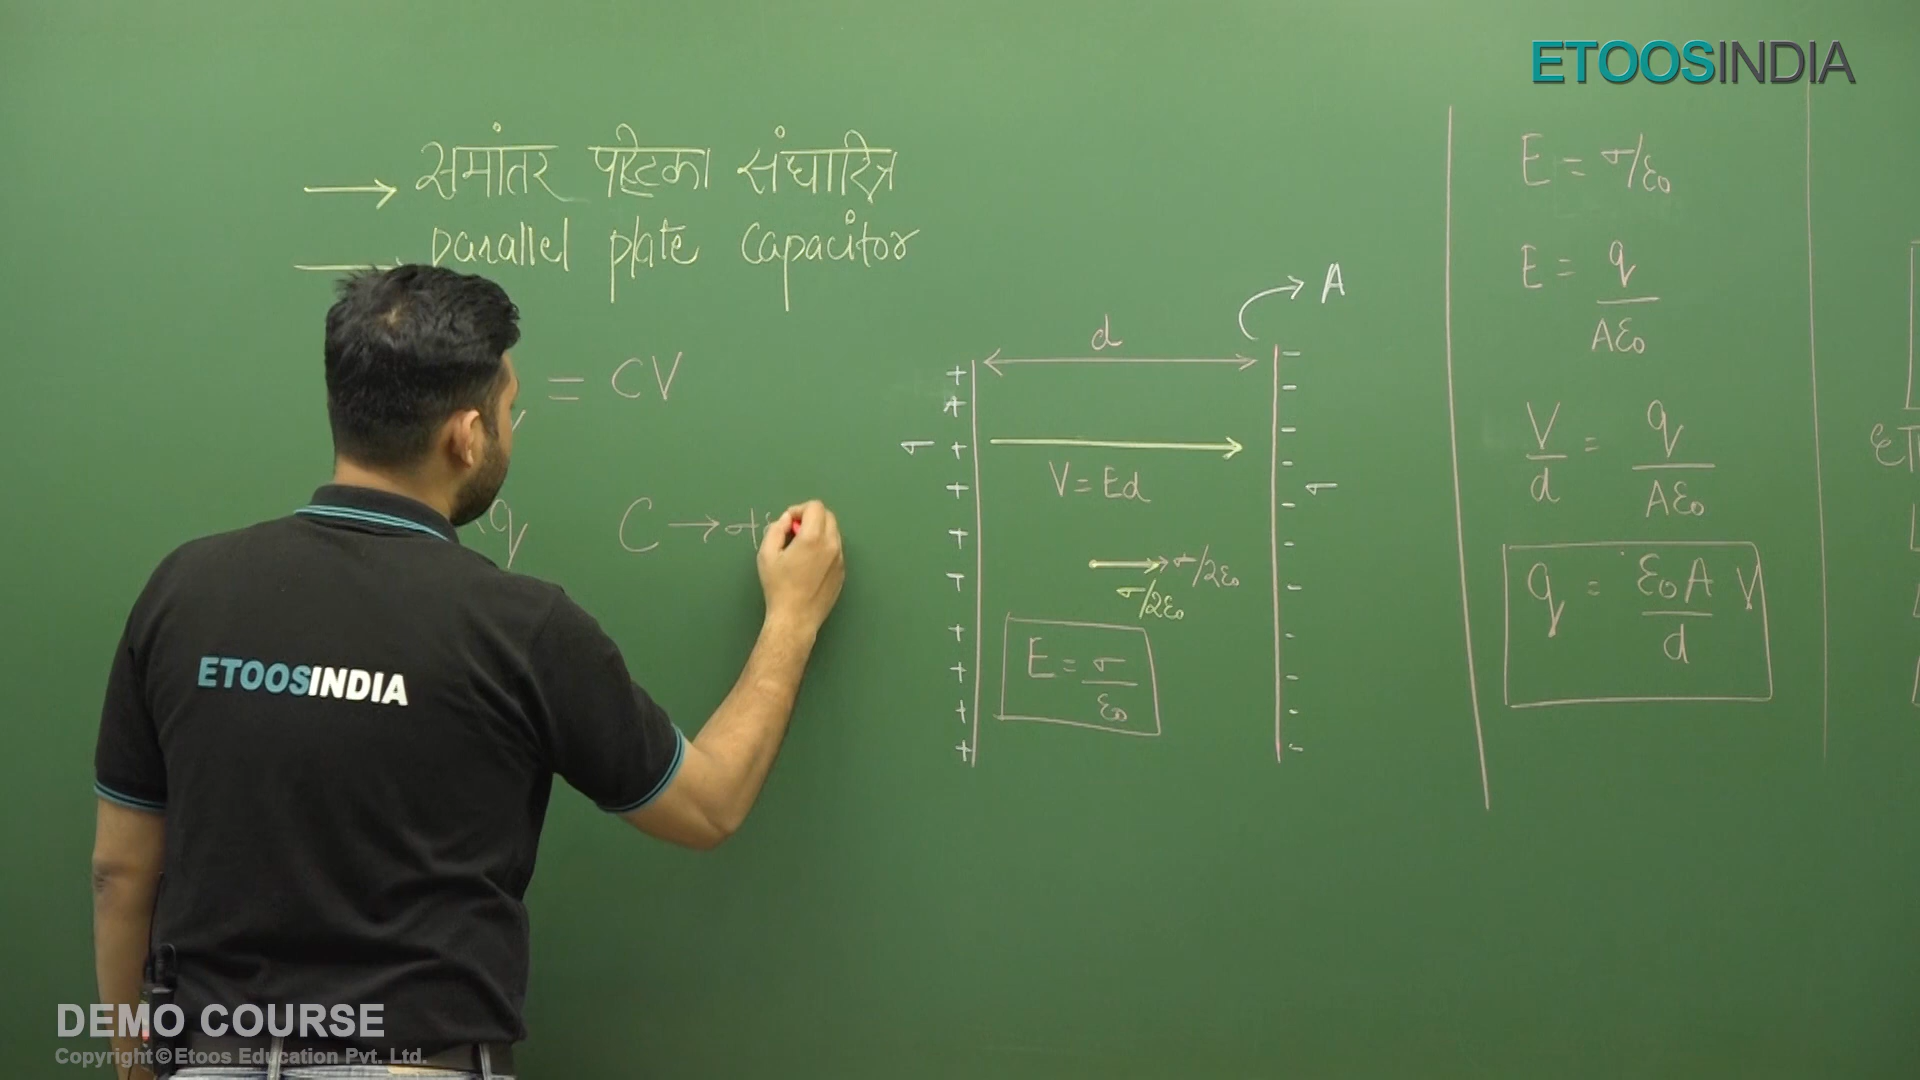 ETOOSINDIA
→ समांतर पट्टिका संधारित्र
parallel plate capacitor
= CV
q C →
d
A
+ + + + + + + + + + +
σ
V = Ed
σ
σ/2ε₀
σ/2ε₀
E = σ/ε₀
E = σ/ε₀
E = q/Aε₀
V/d = q/Aε₀
q = ε₀A/d V
ETOOSINDIA
DEMO COURSE
Copyright © Etoos Education Pvt. Ltd.